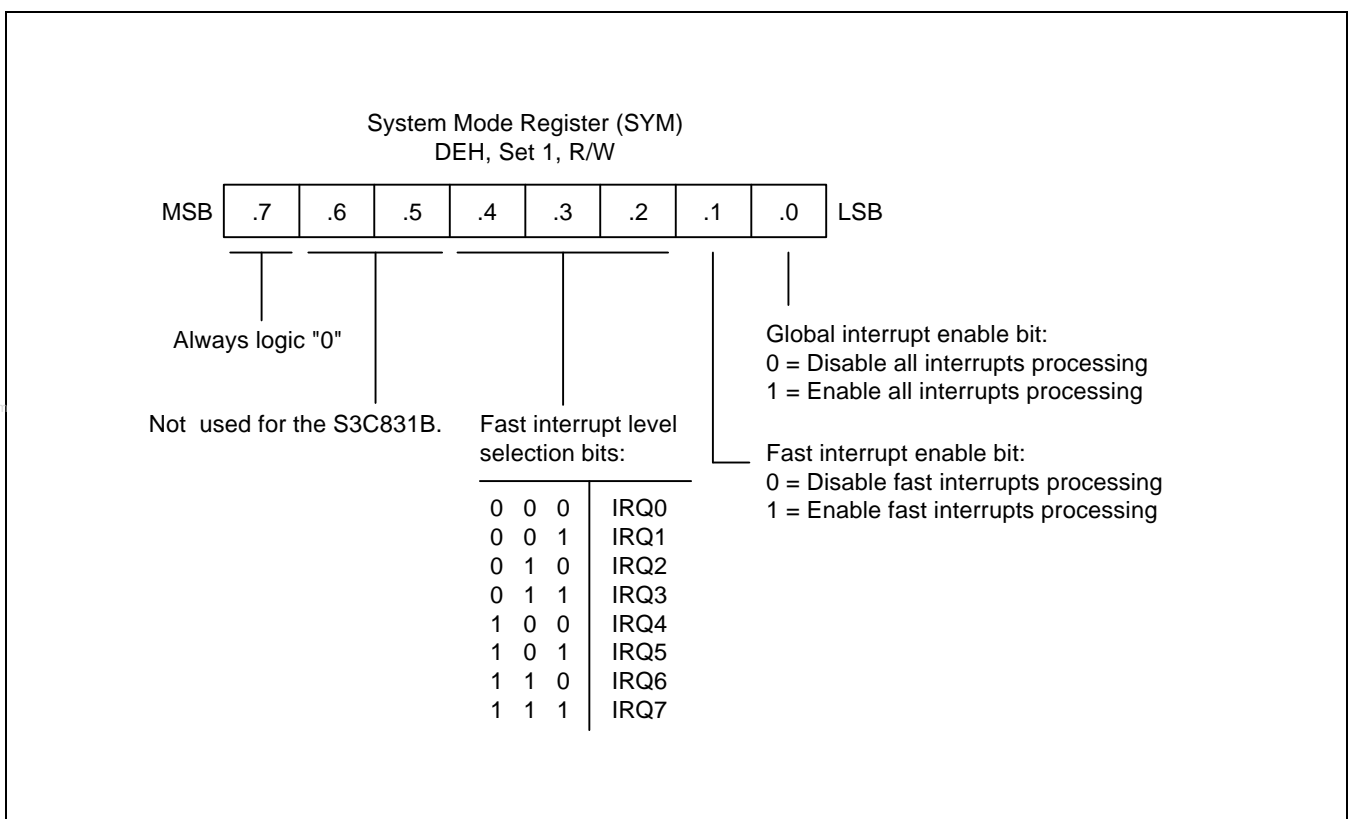 System Mode Register (SYM)
DEH, Set 1, R/W
MSB .7 .6 .5 .4 .3 .2 .1 .0 LSB
Always logic "0"
Not used for the S3C831B.
Fast interrupt level
selection bits:
0 0 0 IRQ0
0 0 1 IRQ1
0 1 0 IRQ2
0 1 1 IRQ3
1 0 0 IRQ4
1 0 1 IRQ5
1 1 0 IRQ6
1 1 1 IRQ7
Global interrupt enable bit:
0 = Disable all interrupts processing
1 = Enable all interrupts processing
Fast interrupt enable bit:
0 = Disable fast interrupts processing
1 = Enable fast interrupts processing